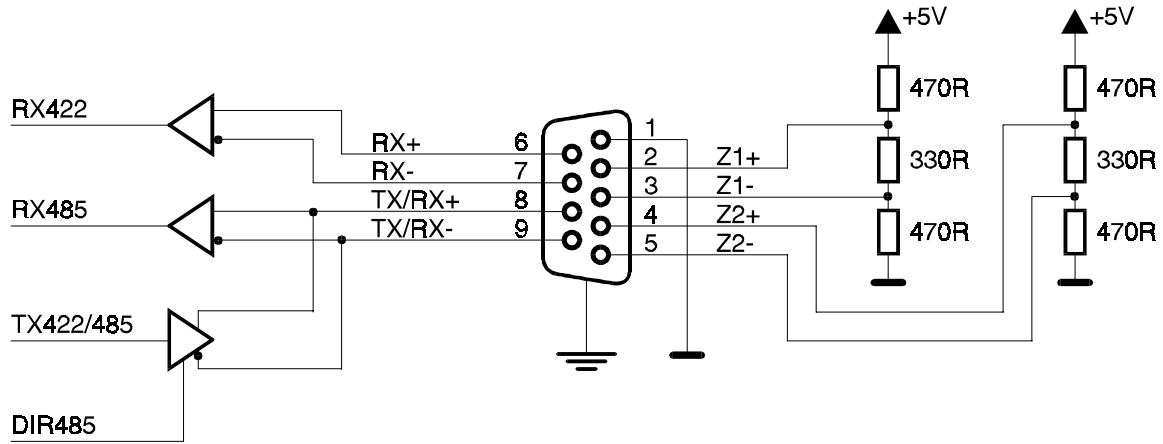 +5V +5V
470R 470R
RX422
RX+ 6 1
330R 330R
RX- 7 2 Z1+
RX485
TX/RX+ 8 3 Z1-
TX/RX- 9 4 Z2+
470R 470R
5 Z2-
TX422/485
DIR485